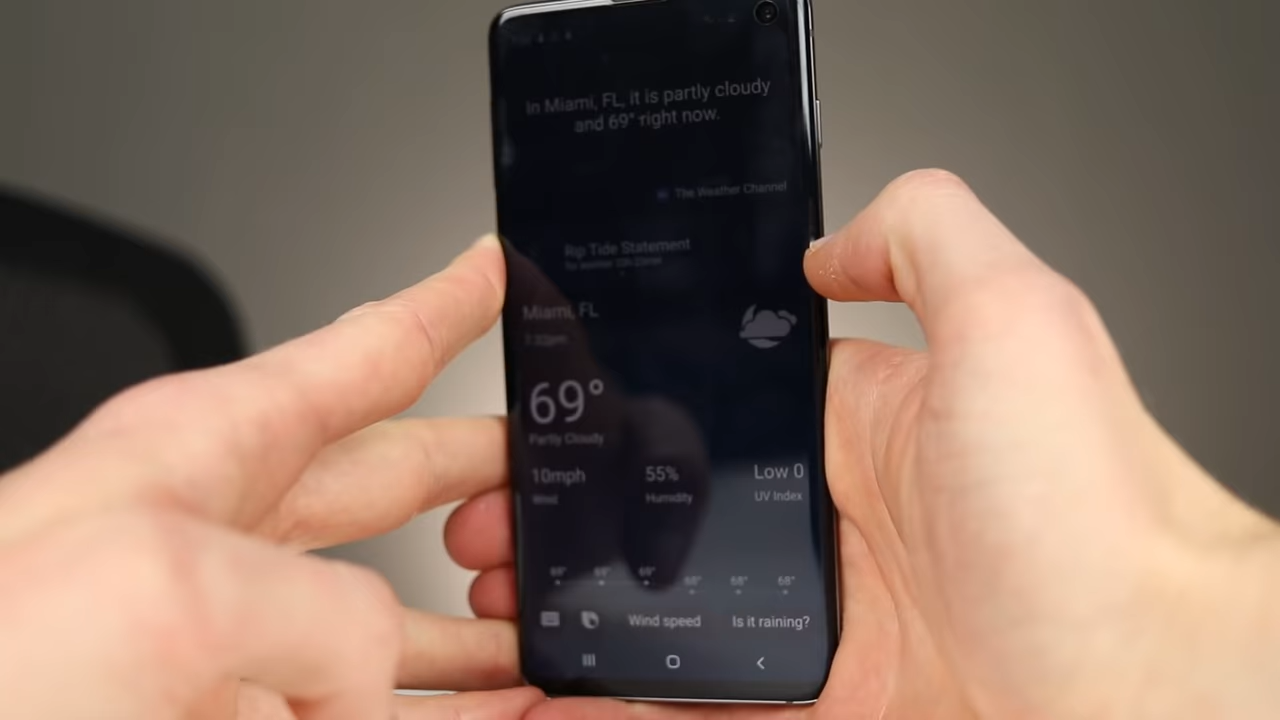 In Miami, FL, it is partly cloudy
and 69° right now.
The Weather Channel
Rip Tide Statement
Miami, FL
69°
Partly Cloudy
10mph 55% Low 0
Wind Humidity UV Index
69° 69° 69° 68° 68° 68°
Wind speed Is it raining?